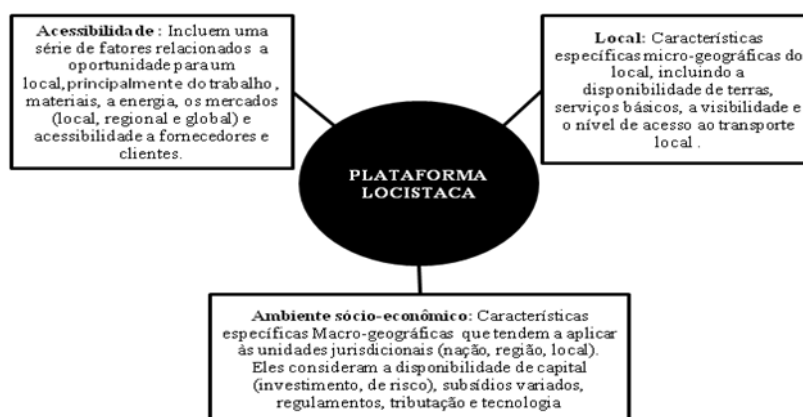 Acessibilidade : Incluem uma
série de fatores relacionados a
oportunidade para um
local,principalmente do trabalho ,
materiais, a energia, os mercados
(local, regional e global) e
acessibilidade a fornecedores e
clientes.
Local: Características
específicas micro-geográficas do
local, incluindo a
disponibilidade de terras,
serviços básicos, a visibilidade e
o nível de acesso ao transporte
local .
PLATAFORMA
LOCISTACA
Ambiente sócio-econômico: Características
específicas Macro-geográficas que tendem a aplicar
às unidades jurisdicionais (nação, região, local).
Eles consideram a disponibilidade de capital
(investimento, de risco), subsídios variados,
regulamentos, tributação e tecnologia